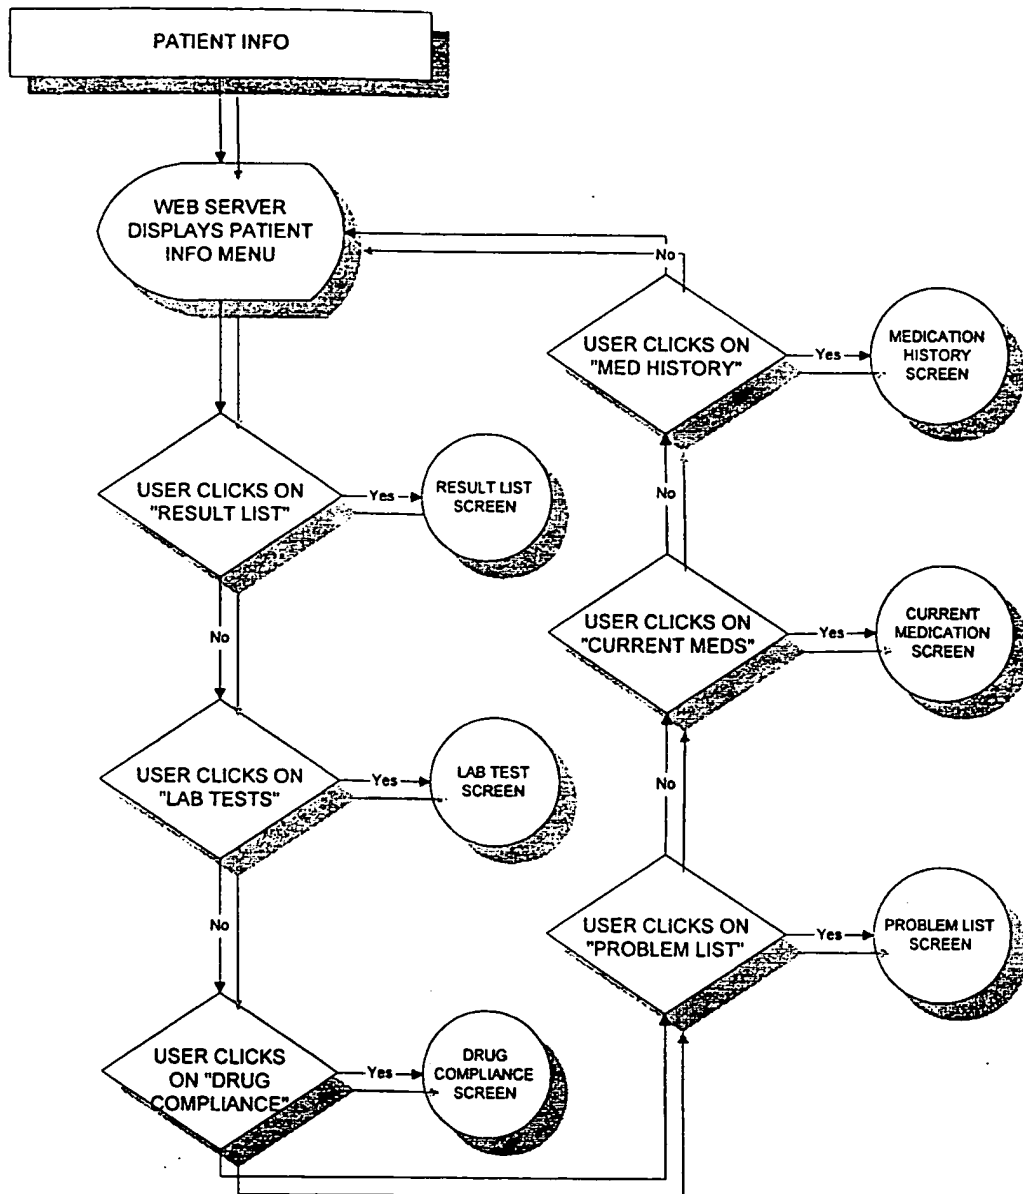 PATIENT INFO
WEB SERVER
DISPLAYS PATIENT
INFO MENU
USER CLICKS ON
"RESULT LIST"
Yes
RESULT LIST
SCREEN
No
USER CLICKS ON
"LAB TESTS"
Yes
LAB TEST
SCREEN
No
USER CLICKS
ON "DRUG
COMPLIANCE"
Yes
DRUG
COMPLIANCE
SCREEN
USER CLICKS ON
"PROBLEM LIST"
Yes
PROBLEM LIST
SCREEN
No
USER CLICKS ON
"CURRENT MEDS"
Yes
CURRENT
MEDICATION
SCREEN
No
USER CLICKS ON
"MED HISTORY"
Yes
MEDICATION
HISTORY
SCREEN
No